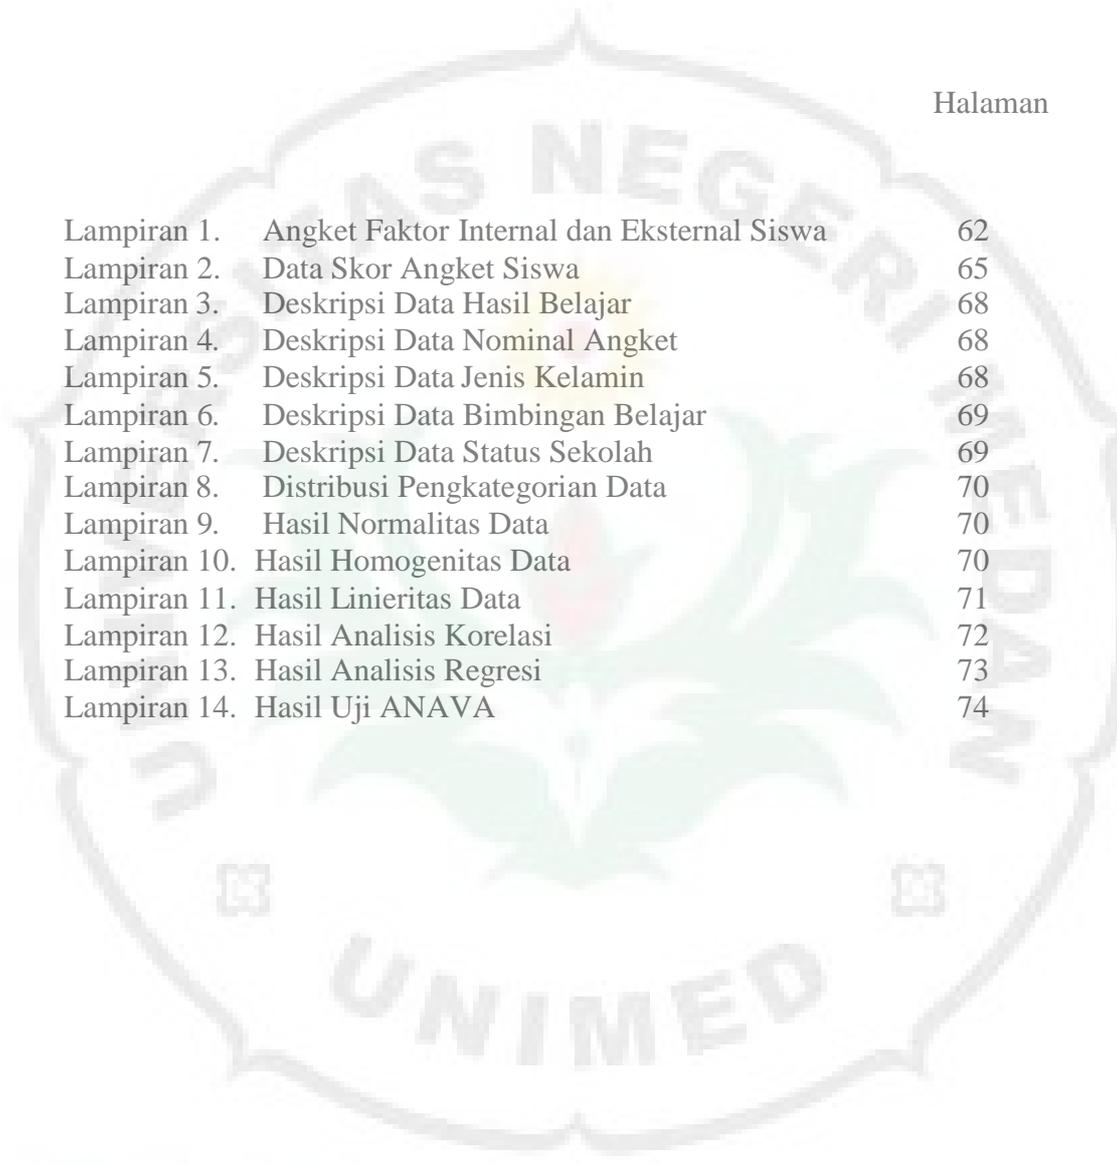 Halaman
Lampiran 1. Angket Faktor Internal dan Eksternal Siswa 62
Lampiran 2. Data Skor Angket Siswa 65
Lampiran 3. Deskripsi Data Hasil Belajar 68
Lampiran 4. Deskripsi Data Nominal Angket 68
Lampiran 5. Deskripsi Data Jenis Kelamin 68
Lampiran 6. Deskripsi Data Bimbingan Belajar 69
Lampiran 7. Deskripsi Data Status Sekolah 69
Lampiran 8. Distribusi Pengkategorian Data 70
Lampiran 9. Hasil Normalitas Data 70
Lampiran 10. Hasil Homogenitas Data 70
Lampiran 11. Hasil Linieritas Data 71
Lampiran 12. Hasil Analisis Korelasi 72
Lampiran 13. Hasil Analisis Regresi 73
Lampiran 14. Hasil Uji ANAVA 74
UNIVERSITAS NEGERI MEDAN
UNIMED